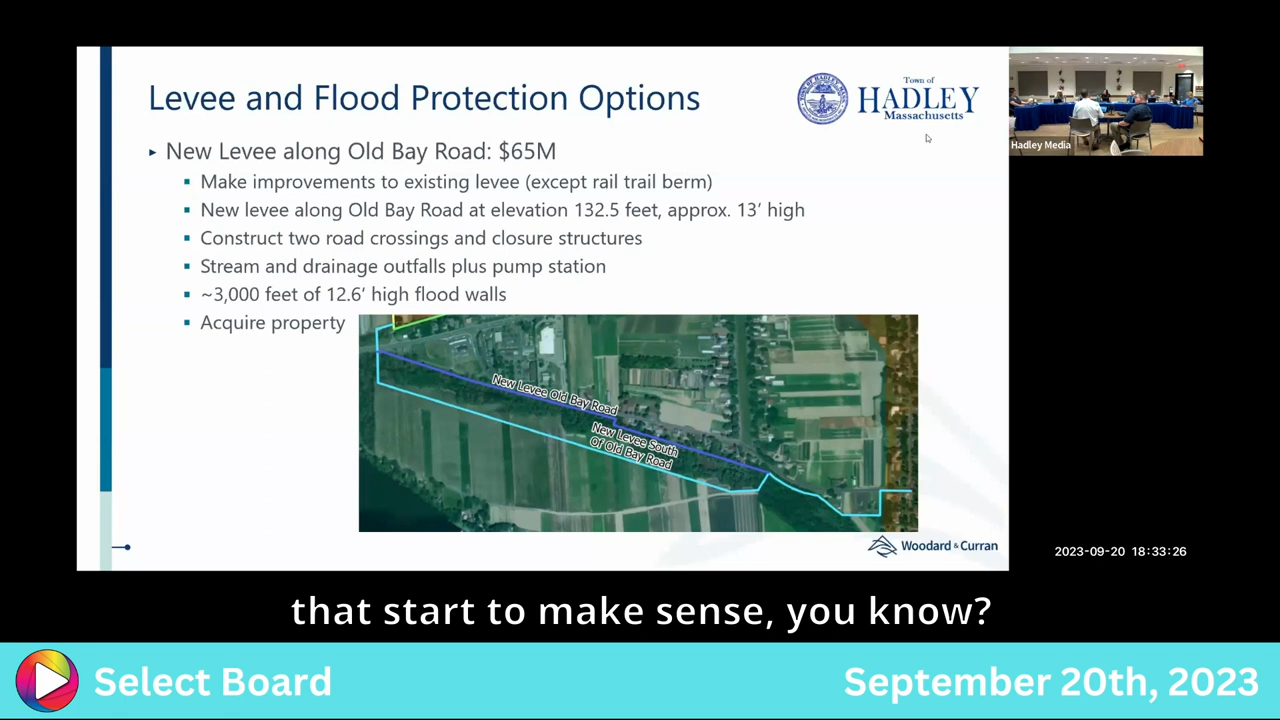 Levee and Flood Protection Options
Town of
HADLEY
Massachusetts
▸ New Levee along Old Bay Road: $65M
▪ Make improvements to existing levee (except rail trail berm)
▪ New levee along Old Bay Road at elevation 132.5 feet, approx. 13’ high
▪ Construct two road crossings and closure structures
▪ Stream and drainage outfalls plus pump station
▪ ~3,000 feet of 12.6’ high flood walls
▪ Acquire property
New Levee Old Bay Road
New Levee South
Of Old Bay Road
Woodard & Curran
Hadley Media
2023-09-20 18:33:26
that start to make sense, you know?
Select Board
September 20th, 2023